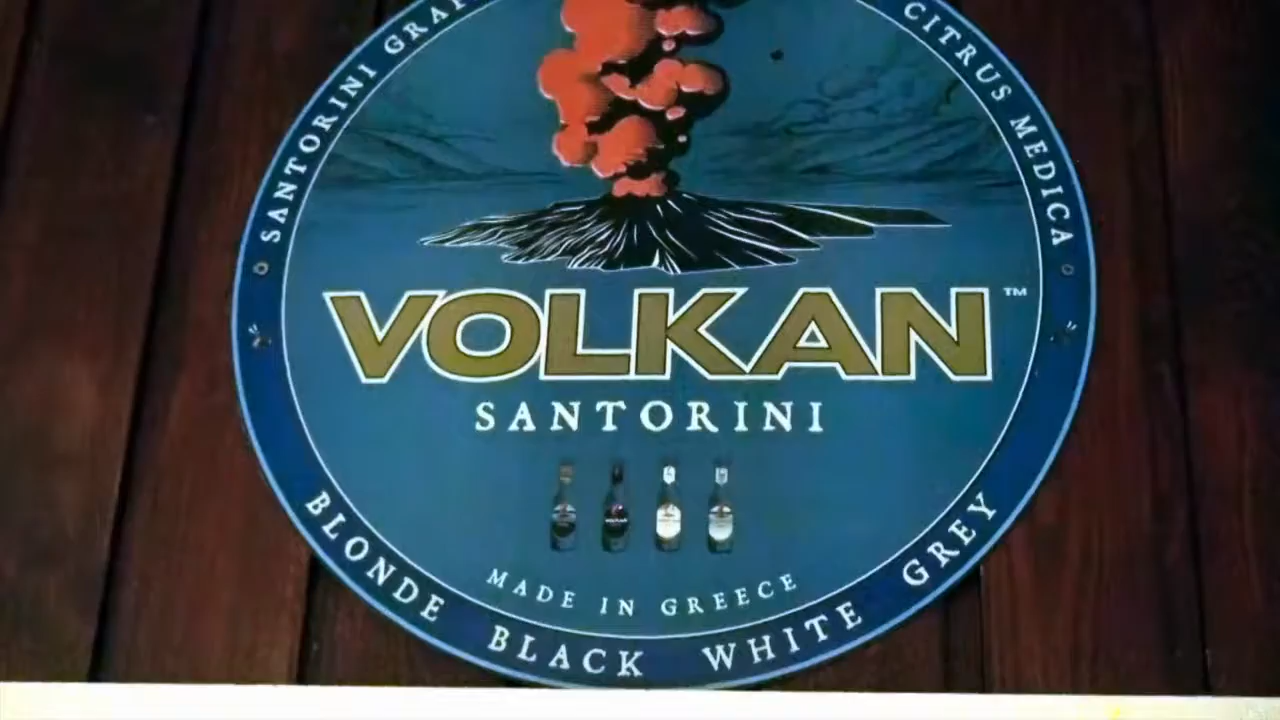 SANTORINI
CITRUS MEDICA
VOLKAN™
SANTORINI
MADE IN GREECE
BLONDE BLACK WHITE GREY